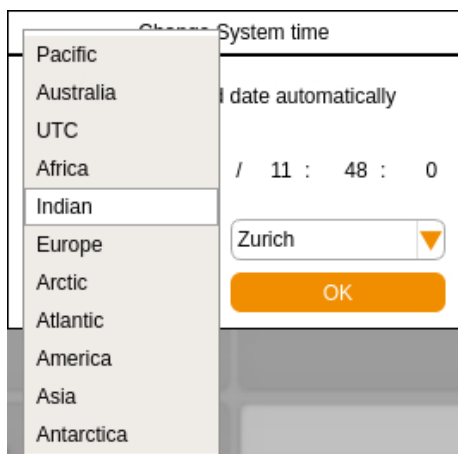 System time
Pacific
Australia
date automatically
UTC
Africa
/ 11 : 48 : 0
Indian
Europe
Zurich
Arctic
OK
Atlantic
America
Asia
Antarctica